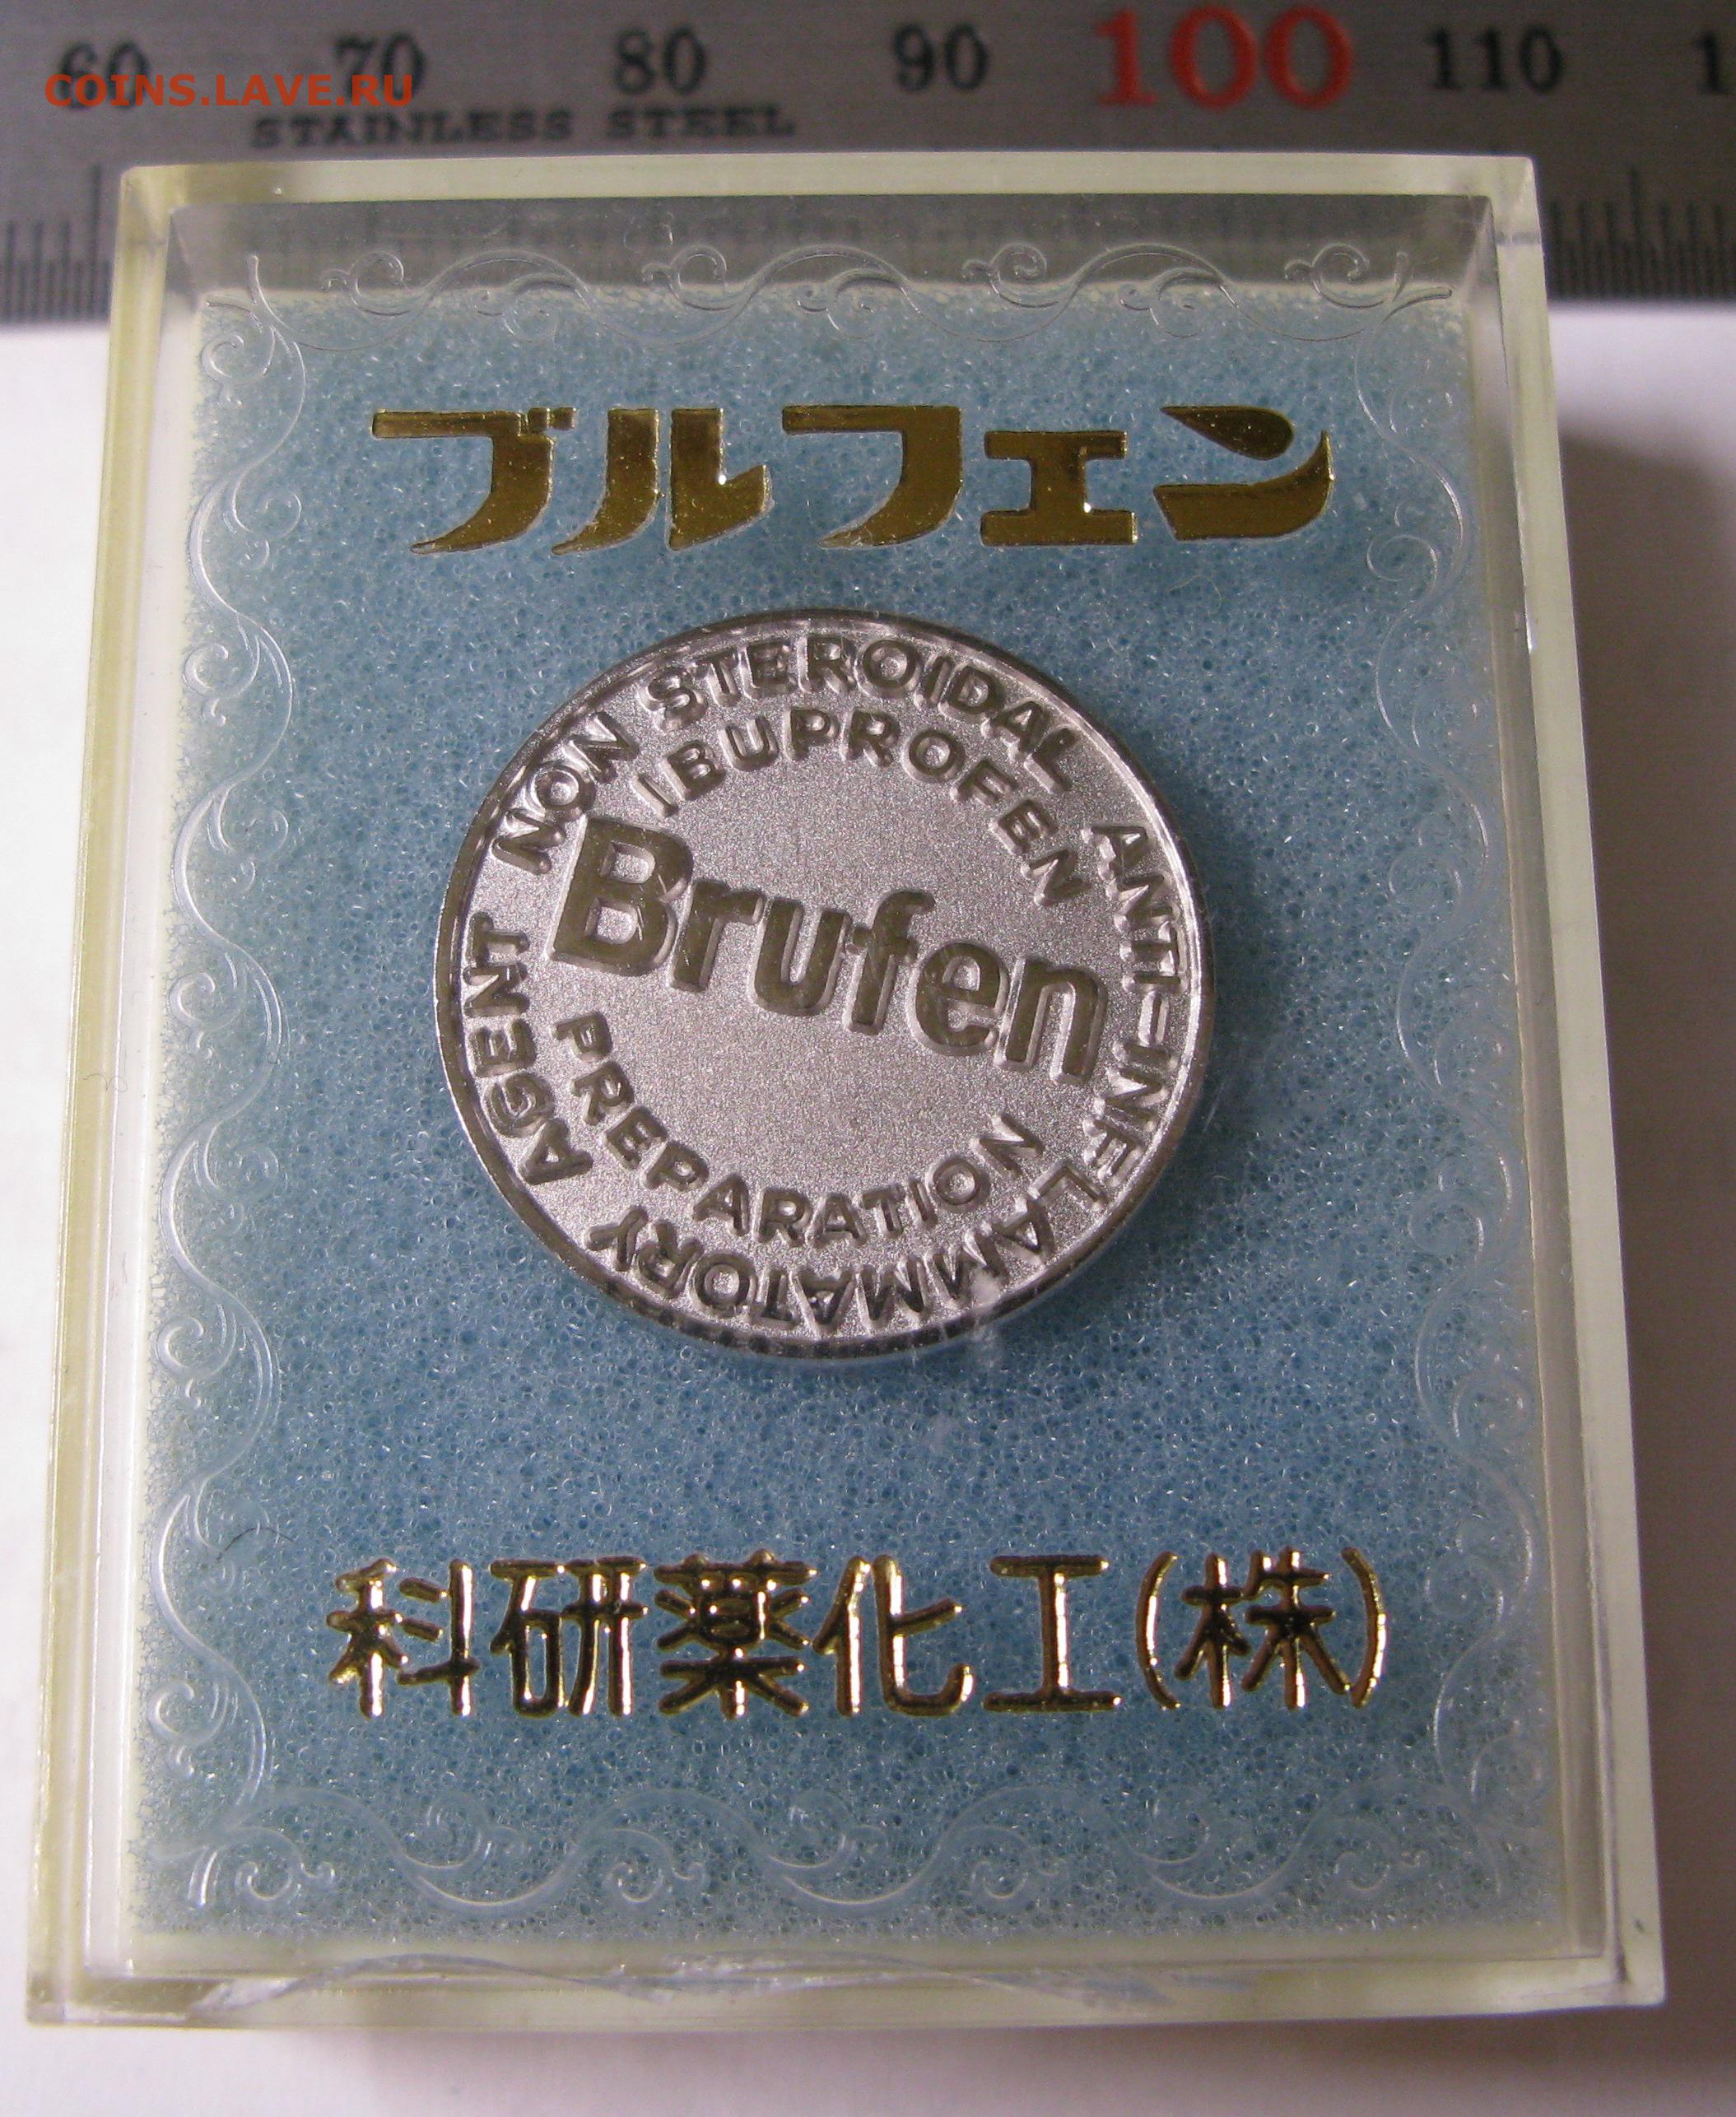 60 70 80 90 100 110 1
COINS.LAVE.RU
STAINLESS STEEL
ブルフェン
NON STEROIDAL ANTI=INFLAMMATORY AGENT
IBUPROFEN
Brufen
PREPARATION
科研薬化工(株)